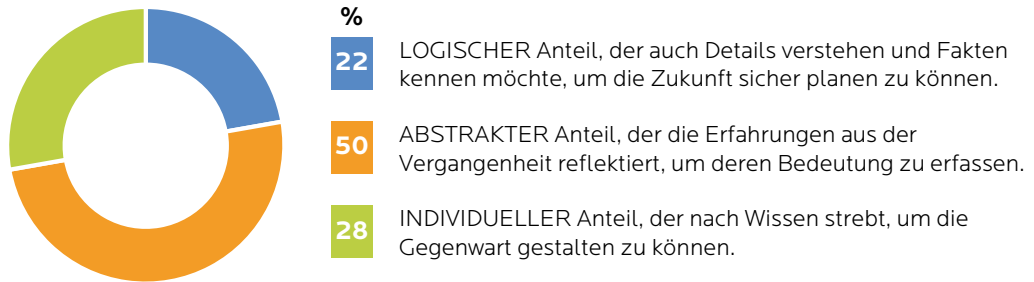 %
22
LOGISCHER Anteil, der auch Details verstehen und Fakten
kennen möchte, um die Zukunft sicher planen zu können.
50
ABSTRAKTER Anteil, der die Erfahrungen aus der
Vergangenheit reflektiert, um deren Bedeutung zu erfassen.
28
INDIVIDUELLER Anteil, der nach Wissen strebt, um die
Gegenwart gestalten zu können.